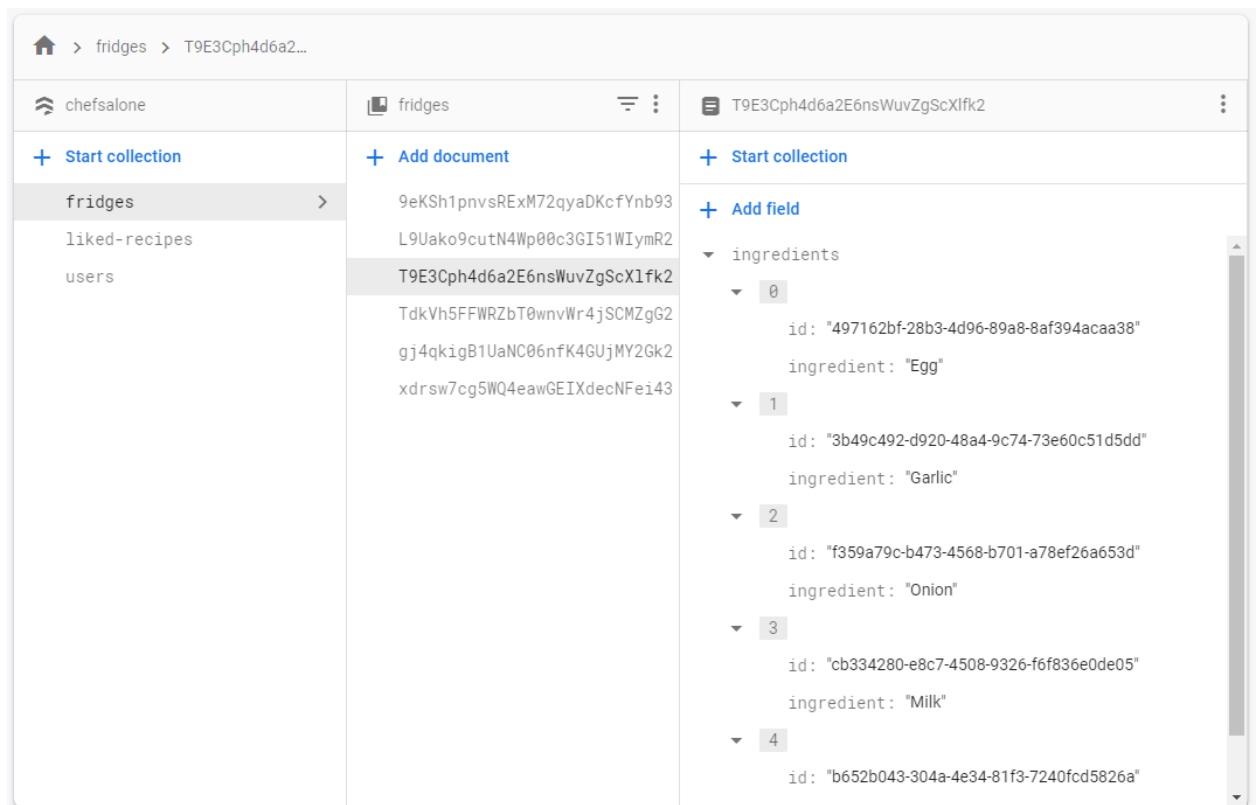 fridges > T9E3Cph4d6a2...
chefsalone
fridges
T9E3Cph4d6a2E6nsWuvZgScXlfk2
+ Start collection
+ Add document
+ Start collection
fridges
liked-recipes
users
9eKSh1pnvsRExM72qyaDKcfYnb93
L9Uako9cutN4Wp00c3GI51WIymR2
T9E3Cph4d6a2E6nsWuvZgScXlfk2
TdkVh5FFWRZbT0wnvWr4jSCMZgG2
gj4qkigB1UaNC06nfK4GUjMY2Gk2
xdrsw7cg5WQ4eawGEIXdecNFei43
+ Add field
ingredients
0
id: "497162bf-28b3-4d96-89a8-8af394acaa38"
ingredient: "Egg"
1
id: "3b49c492-d920-48a4-9c74-73e60c51d5dd"
ingredient: "Garlic"
2
id: "f359a79c-b473-4568-b701-a78ef26a653d"
ingredient: "Onion"
3
id: "cb334280-e8c7-4508-9326-f6f836e0de05"
ingredient: "Milk"
4
id: "b652b043-304a-4e34-81f3-7240fcd5826a"